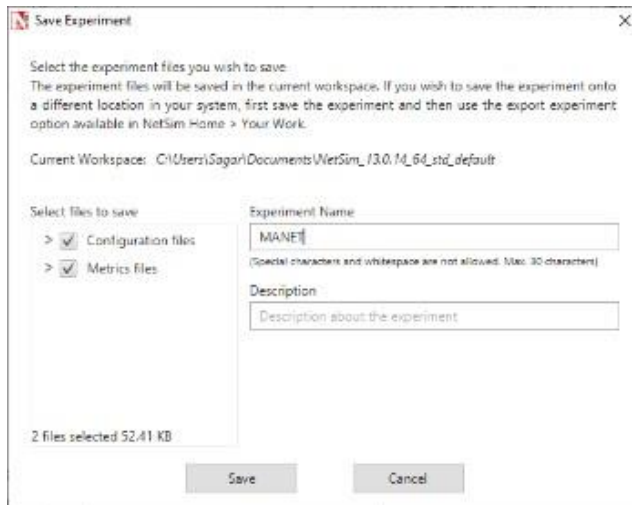 Save Experiment
Select the experiment files you wish to save
The experiment files will be saved in the current workspace. If you wish to save the experiment onto
a different location in your system, first save the experiment and then use the export experiment
option available in NetSim Home > Your Work.
Current Workspace: C:\Users\Sagar\Documents\NetSim_13.0.14_64_std_default
Select files to save
> Configuration files
> Metrics files
2 files selected 52.41 KB
Experiment Name
MANET
(Special characters and whitespace are not allowed. Max. 30 characters)
Description
Description about the experiment
Save
Cancel